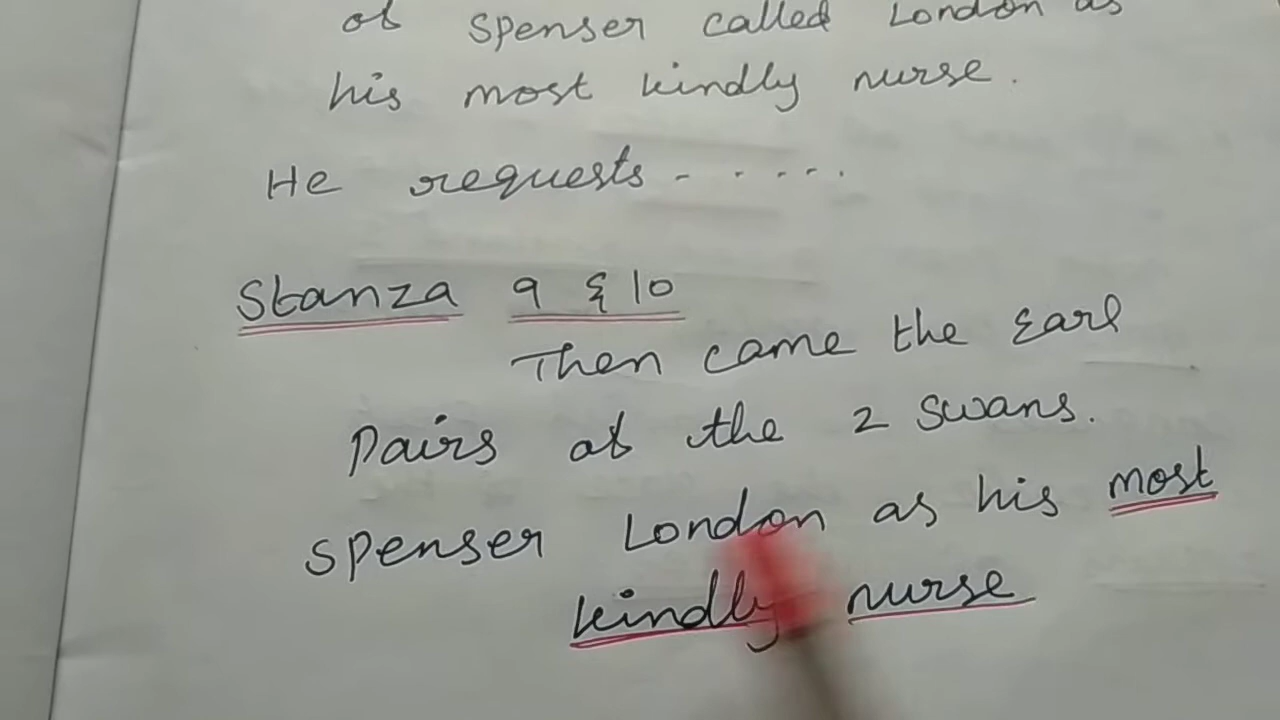 of Spenser called London as
his most kindly nurse.
He requests - . . . . .
Stanza 9 & 10
Then came the Earl
Pairs of the 2 swans.
Spenser London as his most
kindly nurse